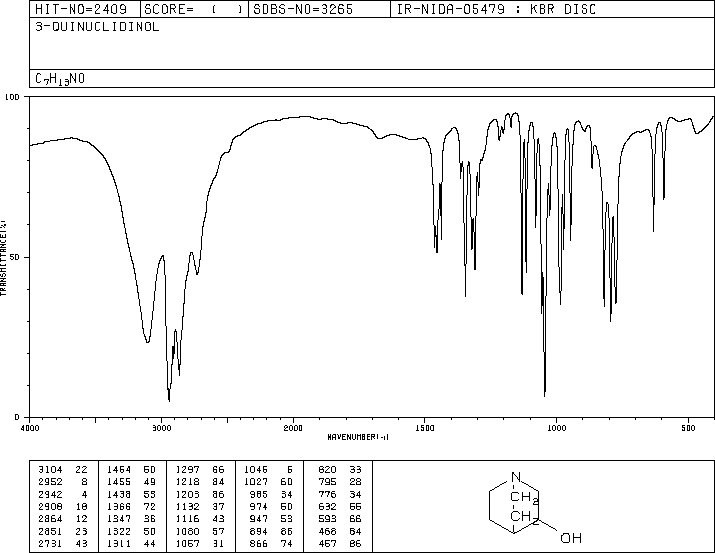 HIT-NO=2409 SCORE= ( ) SDBS-NO=3265 IR-NIDA-05479 : KBR DISC
3-QUINUCLIDINOL
C7H13NO
100
50
0
TRANSMITTANCE(%)
4000 3000 2000 1500 1000 500
WAVENUMBER(-1)
3104 22 1464 50 1297 66 1046 6 820 33
2952 8 1455 49 1218 84 1027 60 795 28
2942 4 1438 53 1203 86 985 34 776 34
2908 18 1366 72 1132 37 974 50 632 55
2864 12 1347 36 1116 43 947 53 593 66
2851 23 1322 50 1080 57 894 86 468 84
2731 43 1311 44 1057 31 866 74 457 86
N
CH2
CH2
OH